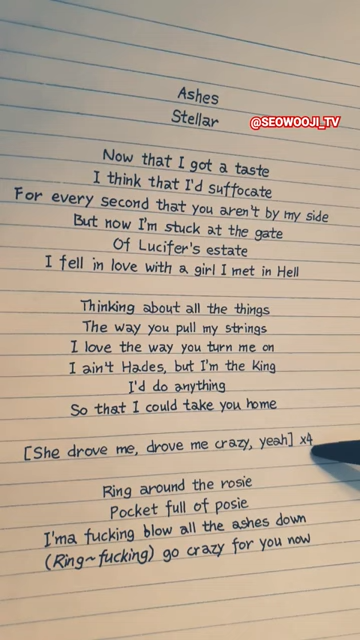 Ashes
Stellar
@SEOWOOJI_TV
Now that I got a taste
I think that I'd suffocate
For every second that you aren't by my side
But now I'm stuck at the gate
Of Lucifer's estate
I fell in love with a girl I met in Hell
Thinking about all the things
The way you pull my strings
I love the way you turn me on
I ain't Hades, but I'm the King
I'd do anything
So that I could take you home
[She drove me, drove me crazy, yeah] x4
Ring around the rosie
Pocket full of posie
I'ma fucking blow all the ashes down
(Ring~fucking) go crazy for you now